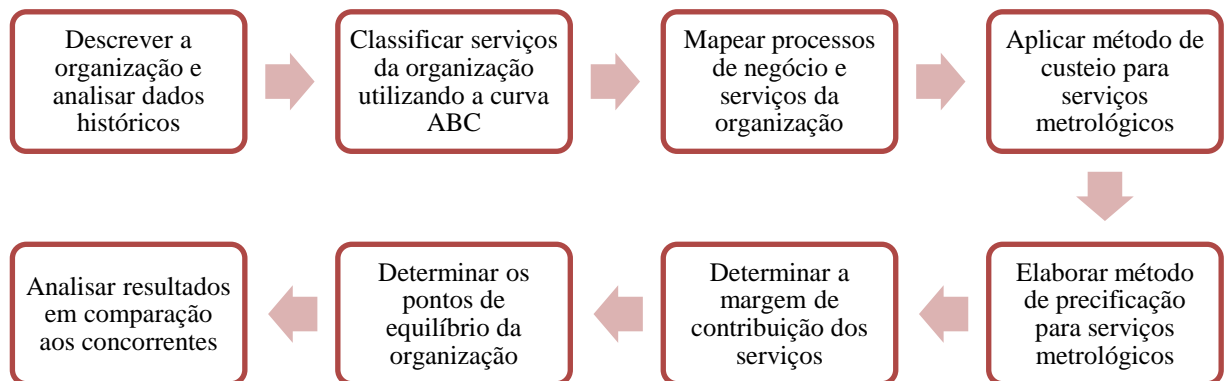 Descrever a
organização e
analisar dados
históricos
Classificar serviços
da organização
utilizando a curva
ABC
Mapear processos
de negócio e
serviços da
organização
Aplicar método de
custeio para
serviços
metrológicos
Elaborar método
de precificação
para serviços
metrológicos
Determinar a
margem de
contribuição dos
serviços
Determinar os
pontos de
equilíbrio da
organização
Analisar resultados
em comparação
aos concorrentes